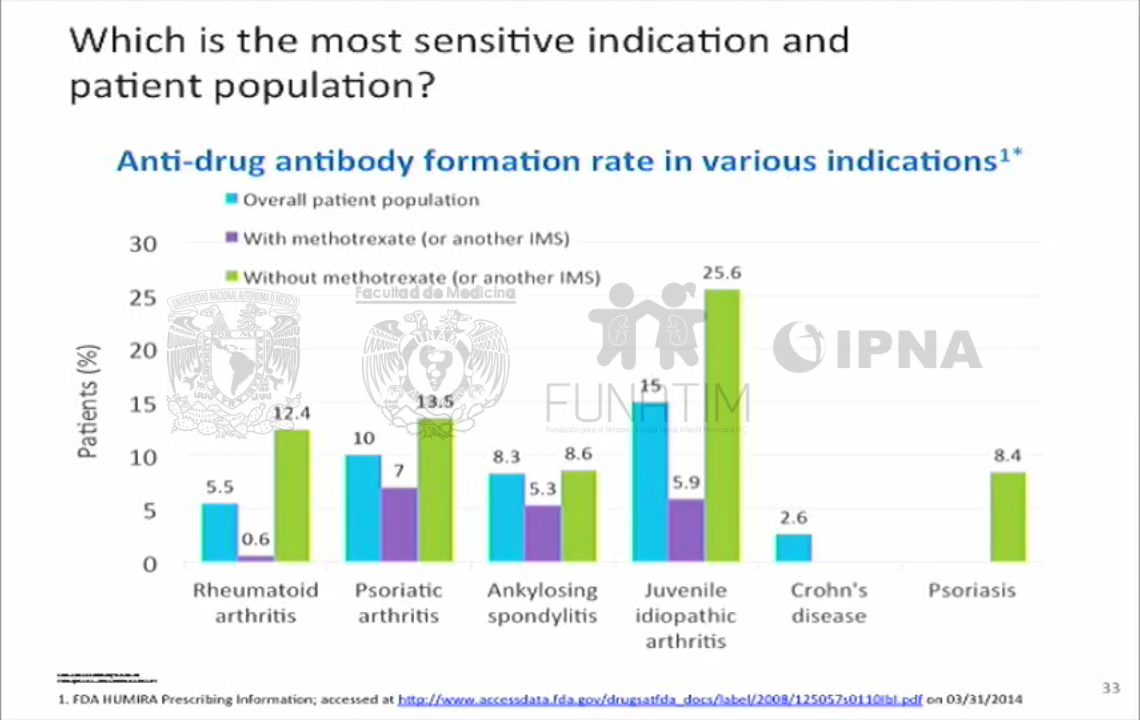 Which is the most sensitive indication and
patient population?
Anti-drug antibody formation rate in various indications1*
Overall patient population
With methotrexate (or another IMS)
Without methotrexate (or another IMS)
Facultad de Medicina
UNIVERSIDAD NACIONAL AUTONOMA D MEXICO
IPNA
Patients (%)
30
25
20
15
10
5
0
5.5
0.6
12.4
10
7
13.5
8.3
5.3
8.6
15
5.9
25.6
2.6
8.4
Rheumatoid
arthritis
Psoriatic
arthritis
Ankylosing
spondylitis
Juvenile
idiopathic
arthritis
Crohn's
disease
Psoriasis
1. FDA HUMIRA Prescribing Information; accessed at http://www.accessdata.fda.gov/drugsatfda_docs/label/2008/125057s0110lbl.pdf on 03/31/2014
33